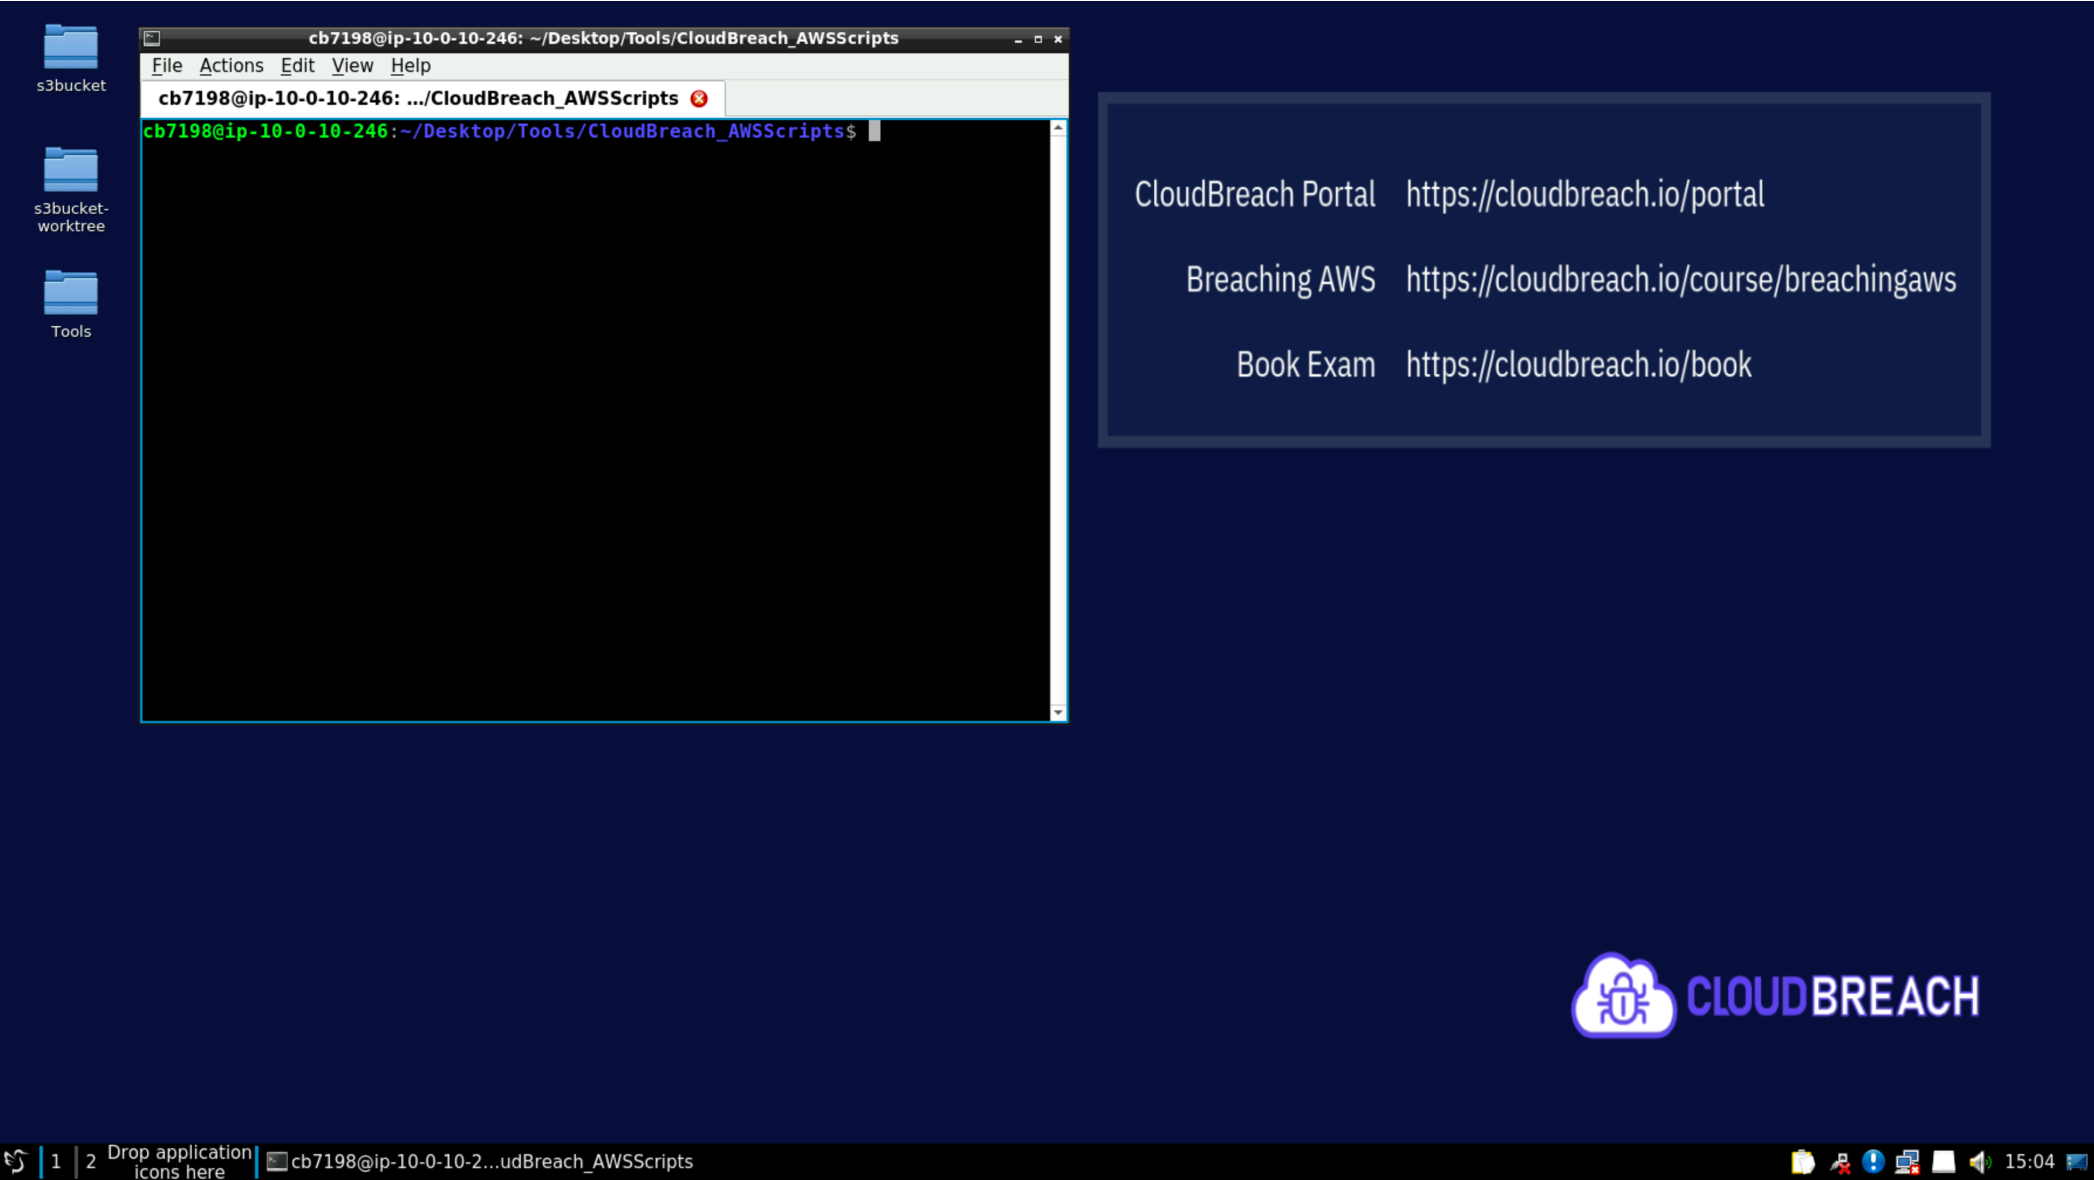 s3bucket
s3bucket-
worktree
Tools
cb7198@ip-10-0-10-246: ~/Desktop/Tools/CloudBreach_AWSScripts
File Actions Edit View Help
cb7198@ip-10-0-10-246: .../CloudBreach_AWSScripts
cb7198@ip-10-0-10-246:~/Desktop/Tools/CloudBreach_AWSScripts$
CloudBreach Portal https://cloudbreach.io/portal
Breaching AWS https://cloudbreach.io/course/breachingaws
Book Exam https://cloudbreach.io/book
CLOUDBREACH
1 2 Drop application
icons here
cb7198@ip-10-0-10-2...udBreach_AWSScripts
15:04